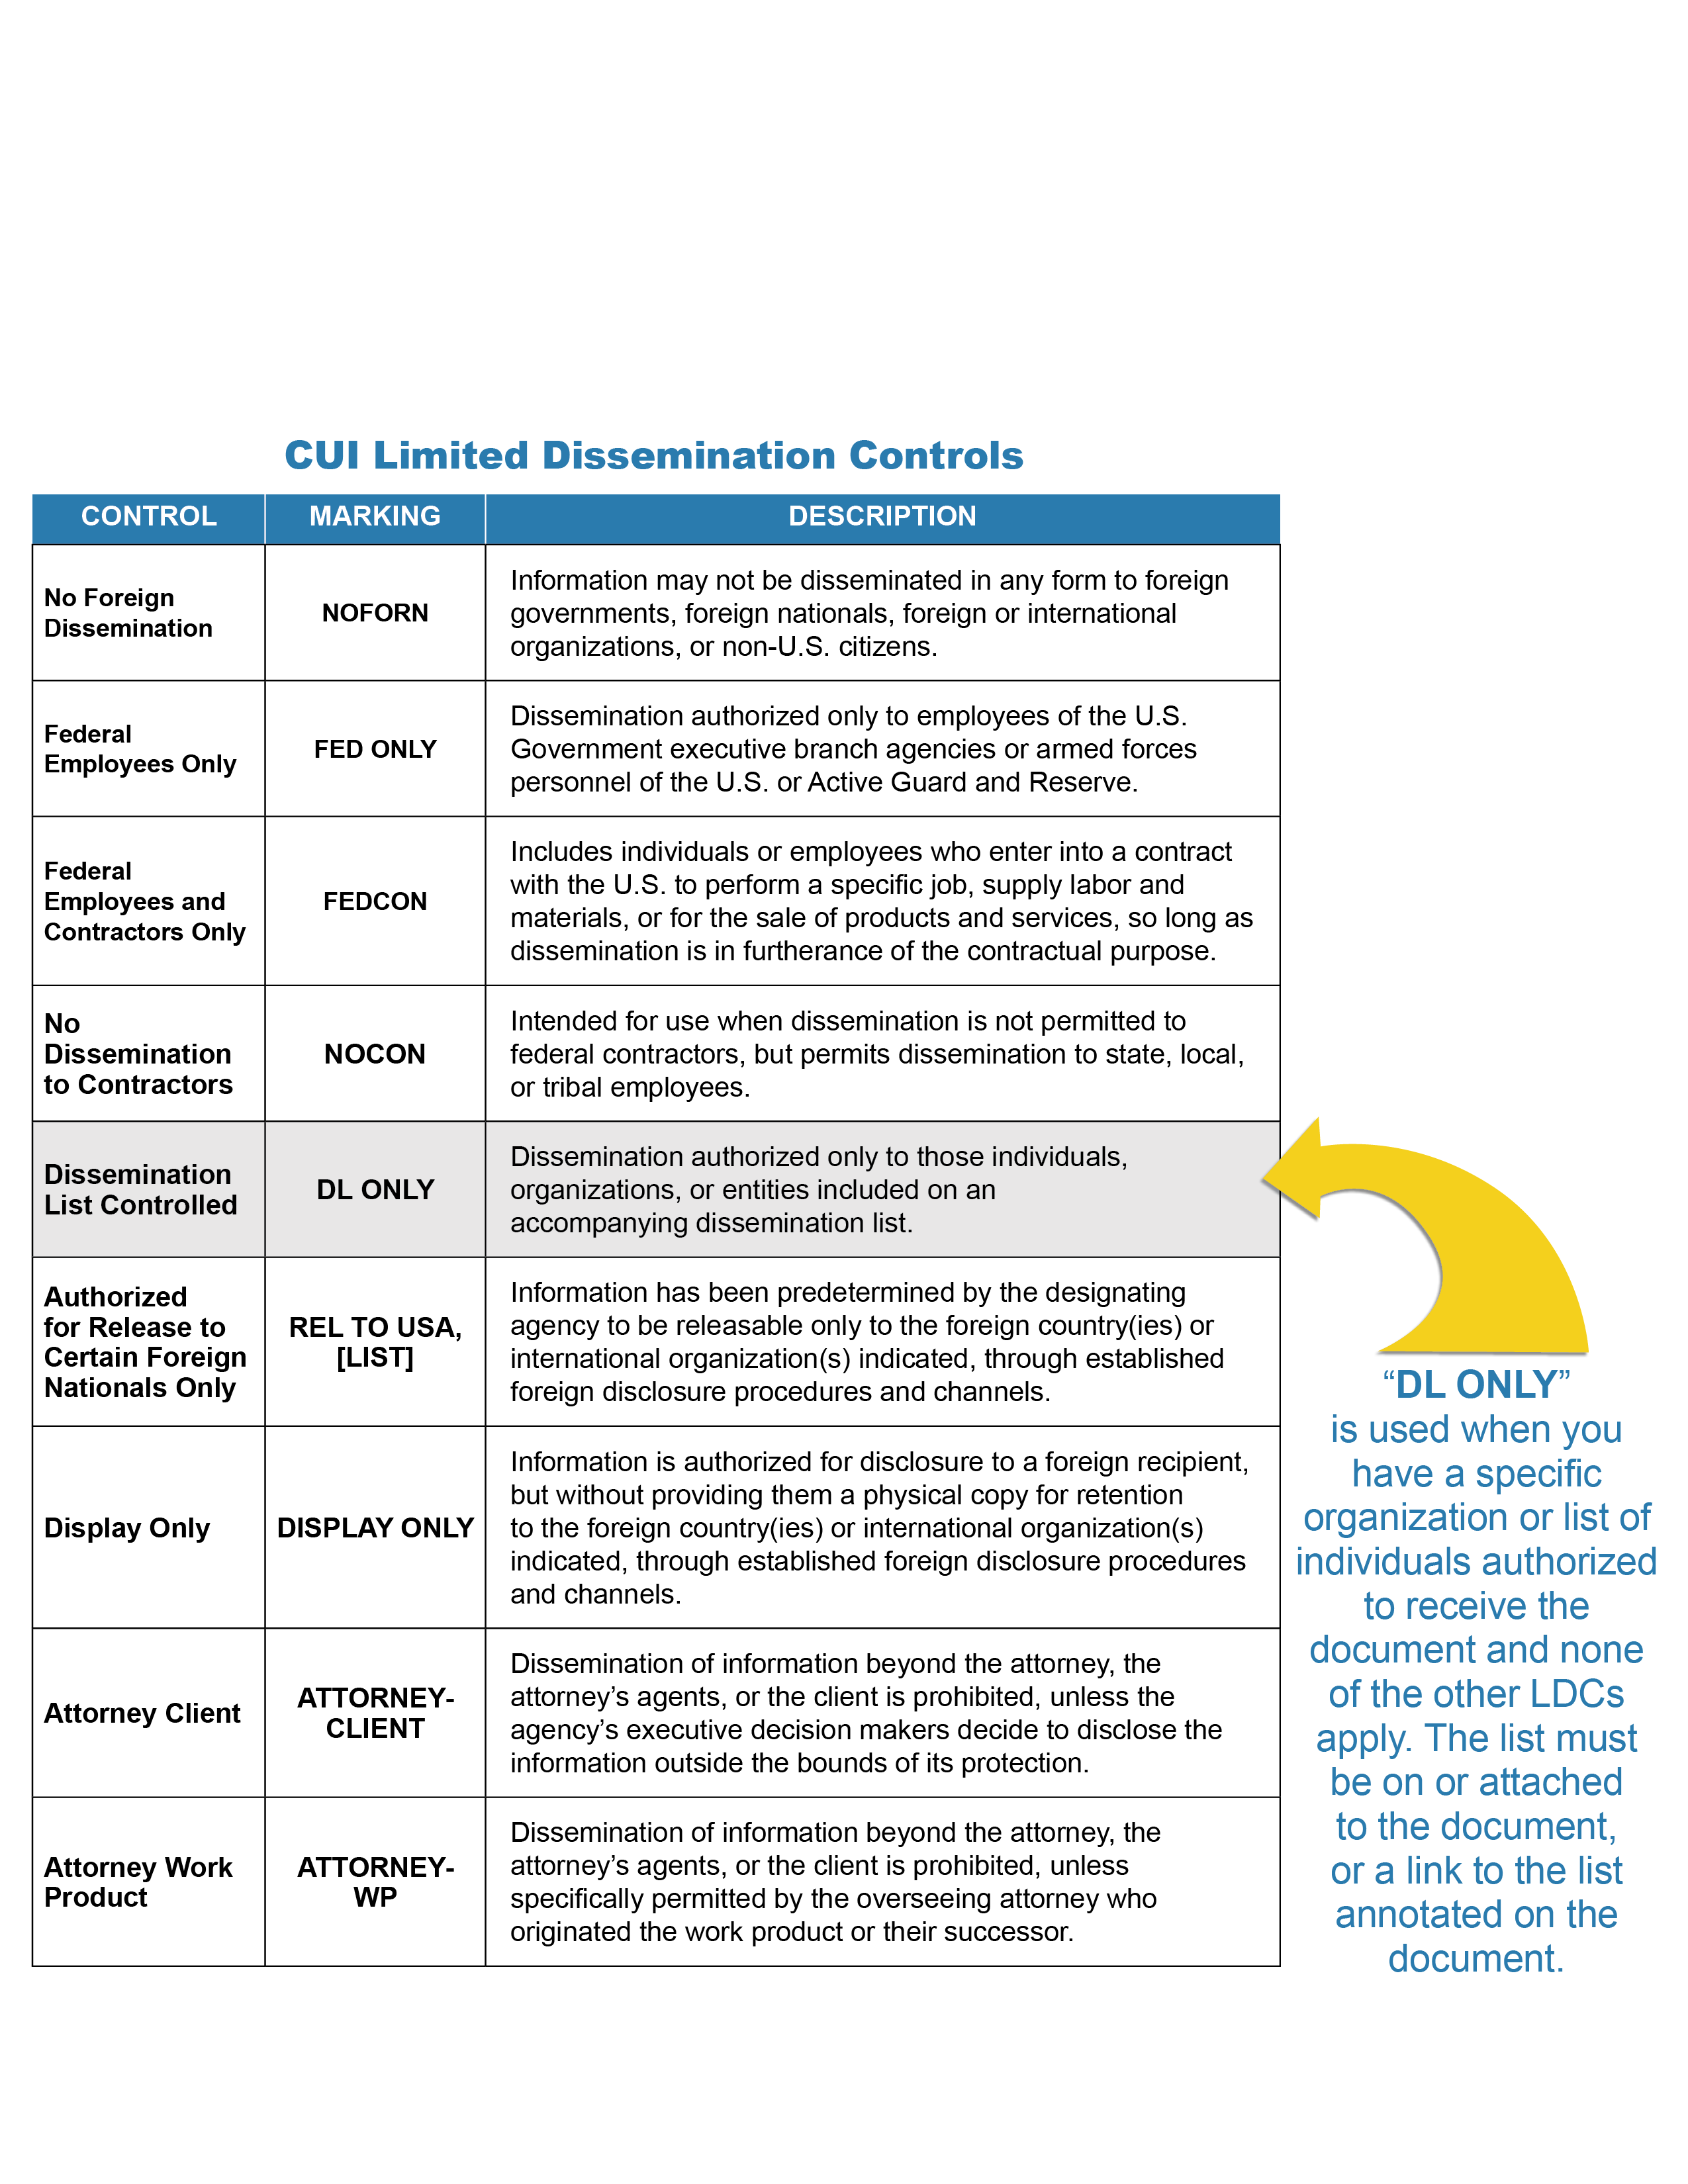 CUI Limited Dissemination Controls
CONTROL MARKING DESCRIPTION
No Foreign
Dissemination
NOFORN
Information may not be disseminated in any form to foreign
governments, foreign nationals, foreign or international
organizations, or non-U.S. citizens.
Federal
Employees Only
FED ONLY
Dissemination authorized only to employees of the U.S.
Government executive branch agencies or armed forces
personnel of the U.S. or Active Guard and Reserve.
Federal
Employees and
Contractors Only
FEDCON
Includes individuals or employees who enter into a contract
with the U.S. to perform a specific job, supply labor and
materials, or for the sale of products and services, so long as
dissemination is in furtherance of the contractual purpose.
No
Dissemination
to Contractors
NOCON
Intended for use when dissemination is not permitted to
federal contractors, but permits dissemination to state, local,
or tribal employees.
Dissemination
List Controlled
DL ONLY
Dissemination authorized only to those individuals,
organizations, or entities included on an
accompanying dissemination list.
Authorized
for Release to
Certain Foreign
Nationals Only
REL TO USA,
[LIST]
Information has been predetermined by the designating
agency to be releasable only to the foreign country(ies) or
international organization(s) indicated, through established
foreign disclosure procedures and channels.
Display Only
DISPLAY ONLY
Information is authorized for disclosure to a foreign recipient,
but without providing them a physical copy for retention
to the foreign country(ies) or international organization(s)
indicated, through established foreign disclosure procedures
and channels.
Attorney Client
ATTORNEY-
CLIENT
Dissemination of information beyond the attorney, the
attorney’s agents, or the client is prohibited, unless the
agency’s executive decision makers decide to disclose the
information outside the bounds of its protection.
Attorney Work
Product
ATTORNEY-
WP
Dissemination of information beyond the attorney, the
attorney’s agents, or the client is prohibited, unless
specifically permitted by the overseeing attorney who
originated the work product or their successor.
“DL ONLY”
is used when you
have a specific
organization or list of
individuals authorized
to receive the
document and none
of the other LDCs
apply. The list must
be on or attached
to the document,
or a link to the list
annotated on the
document.